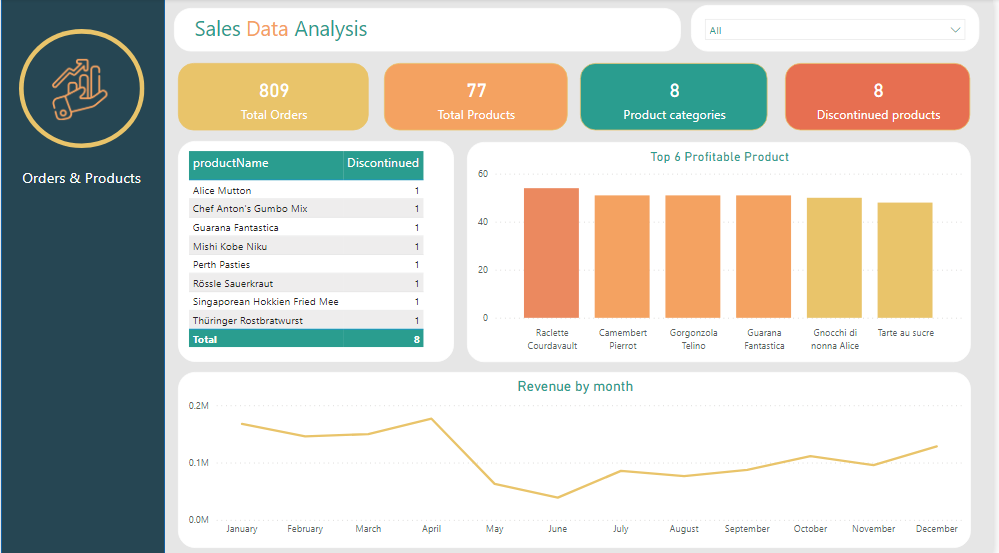 Sales Data Analysis
All
Orders & Products
809
Total Orders
77
Total Products
8
Product categories
8
Discontinued products
productName Discontinued
Alice Mutton 1
Chef Anton's Gumbo Mix 1
Guarana Fantastica 1
Mishi Kobe Niku 1
Perth Pasties 1
Rössle Sauerkraut 1
Singaporean Hokkien Fried Mee 1
Thüringer Rostbratwurst 1
Total 8
Top 6 Profitable Product
60
40
20
0
Raclette
Courdavault
Camembert
Pierrot
Gorgonzola
Telino
Guarana
Fantastica
Gnocchi di
nonna Alice
Tarte au sucre
Revenue by month
0.2M
0.1M
0.0M
January February March April May June July August September October November December